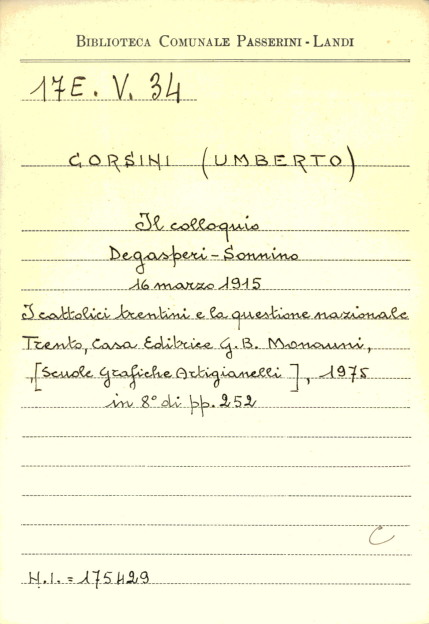 BIBLIOTECA COMUNALE PASSERINI-LANDI
17E. V. 34
CORSINI (UMBERTO)
Il colloquio
Degasperi-Sonnino
16 marzo 1915
I cattolici trentini e la questione nazionale
Trento, Casa Editrice G. B. Monauni,
,[Scuole Grafiche Artigianelli], 1975
in 8° di pp. 252
C
N.I. = 175429